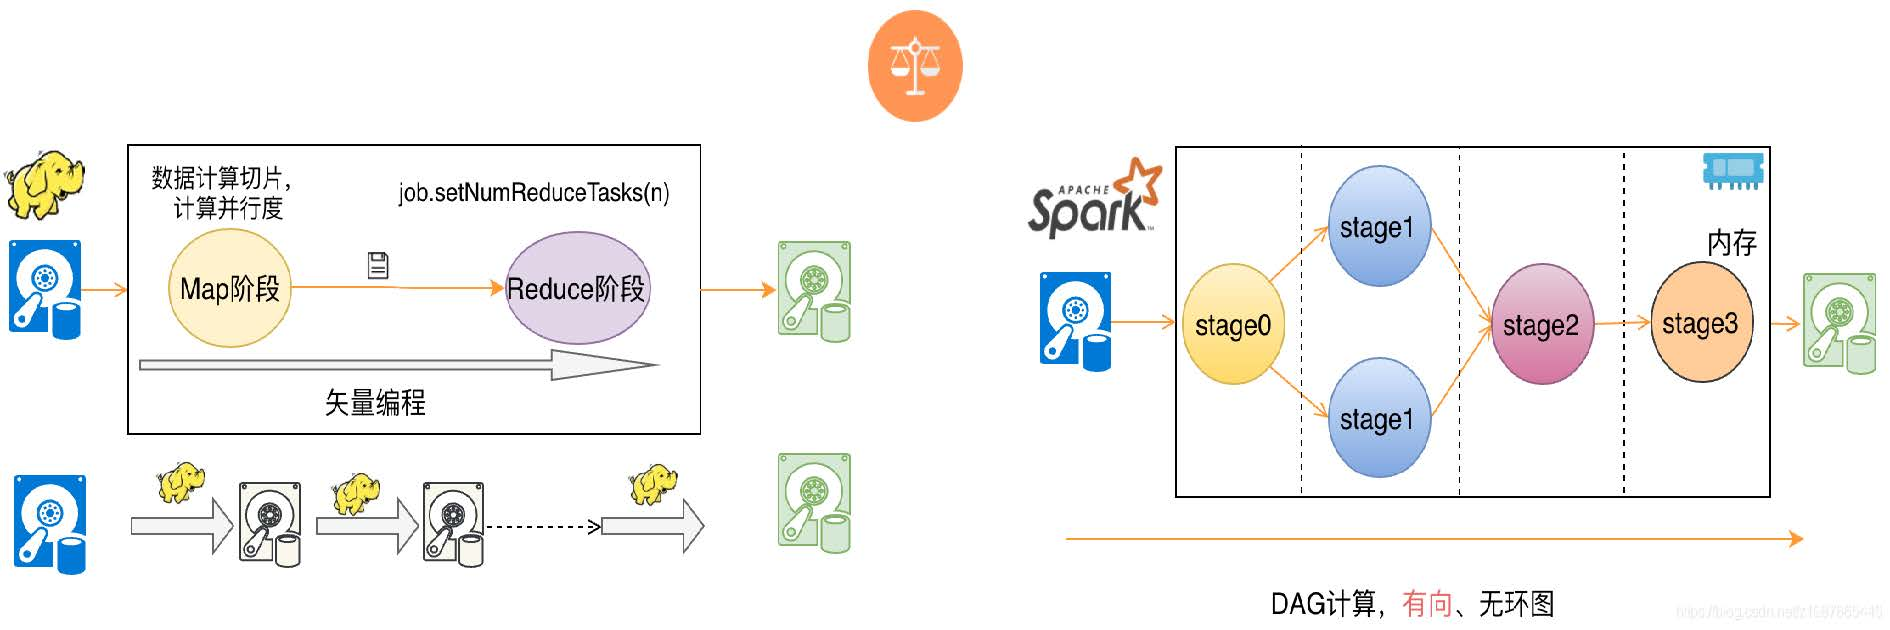 数据计算切片,
计算并行度
job.setNumReduceTasks(n)
Map阶段
Reduce阶段
矢量编程
APACHE
Spark
TM
内存
stage0
stage1
stage1
stage2
stage3
DAG计算，有向、无环图